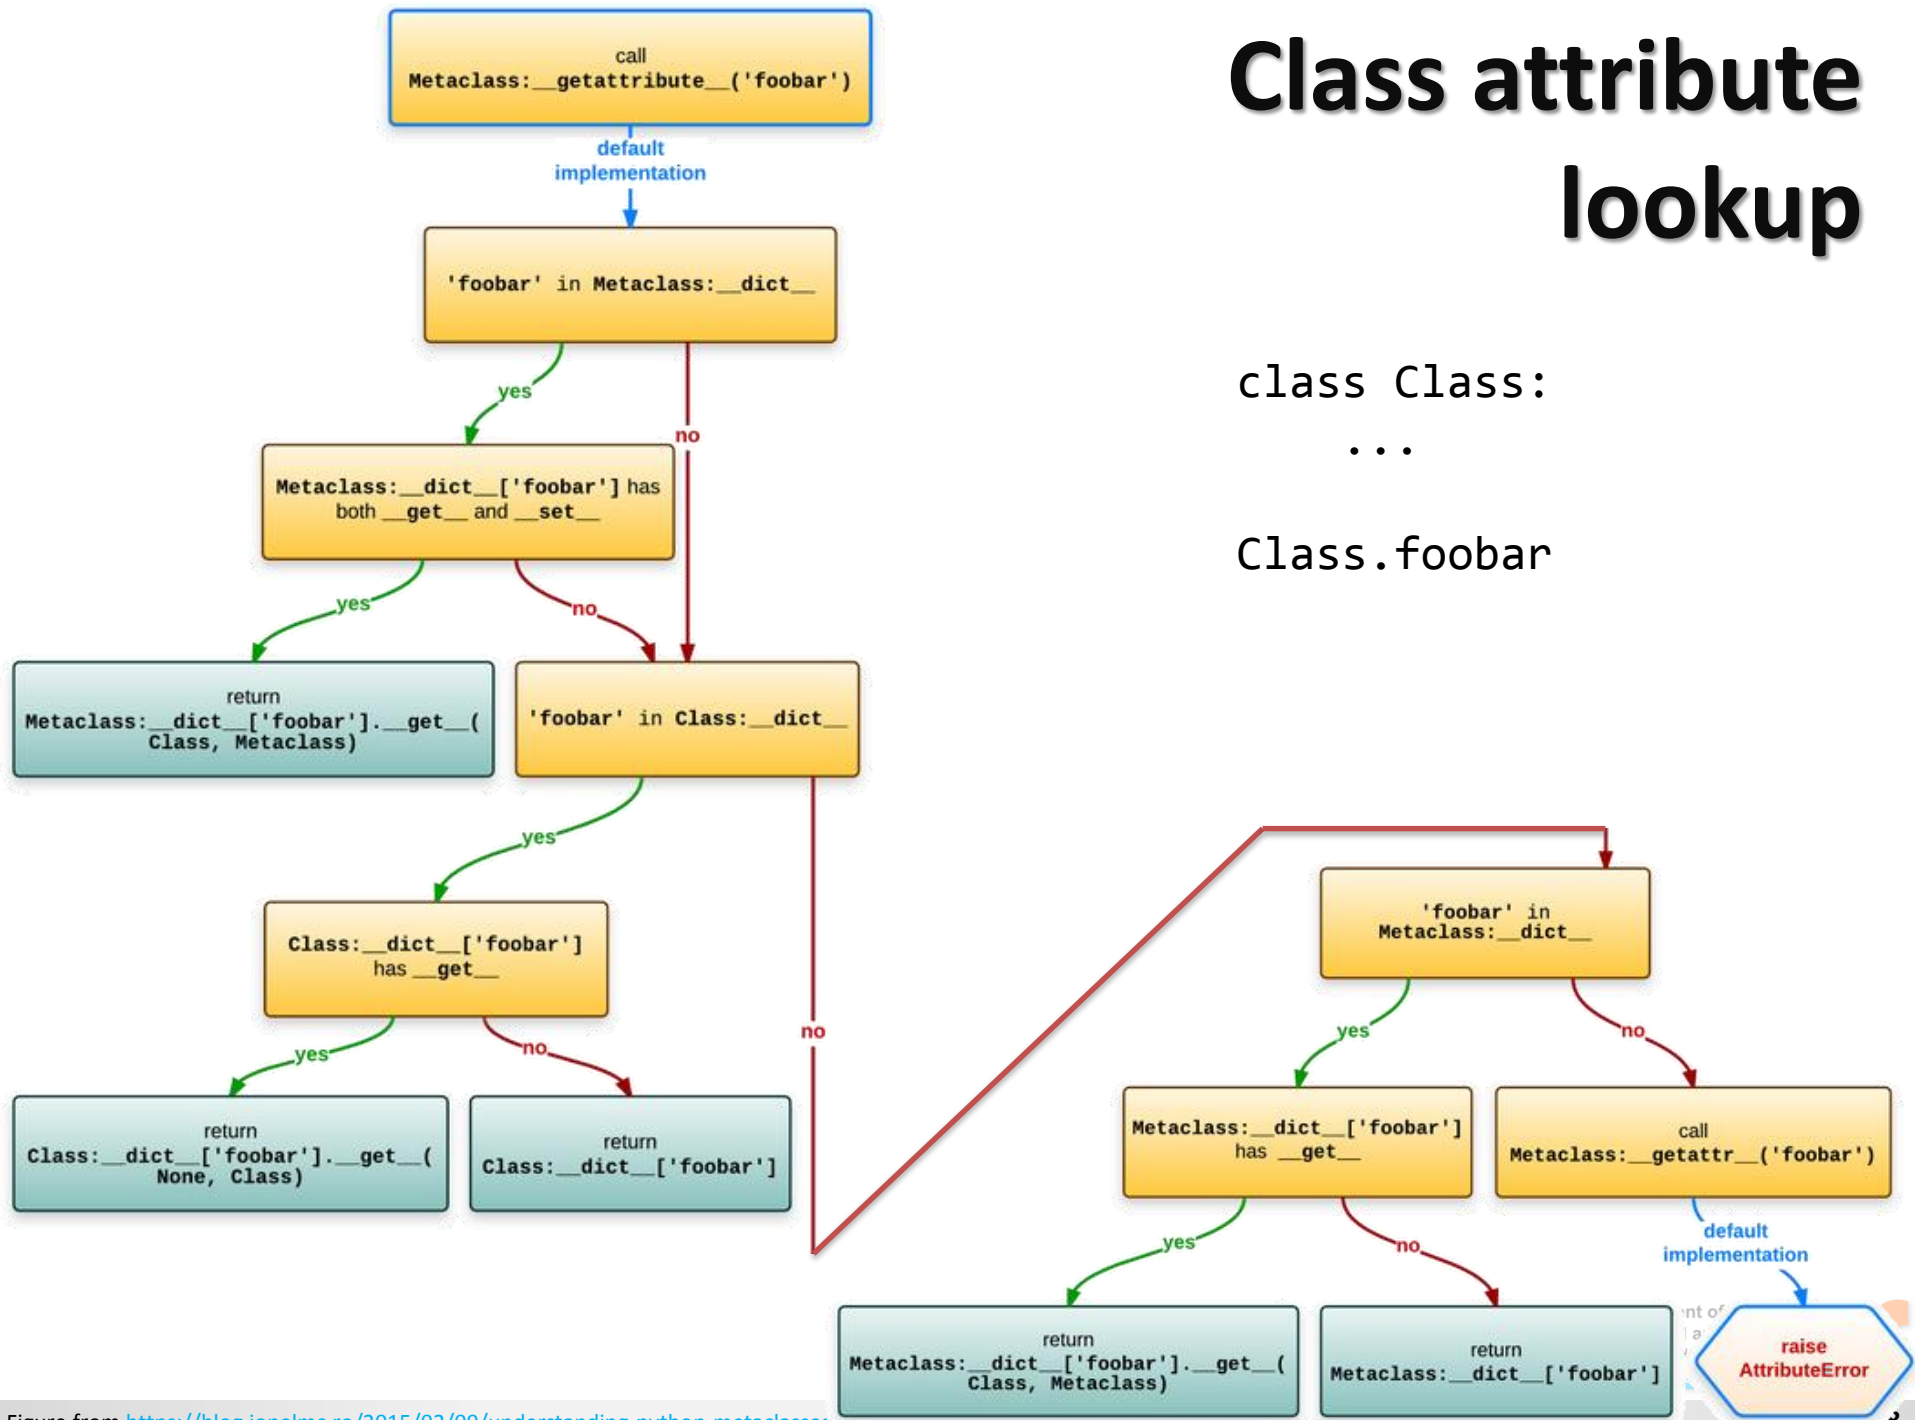 Class attribute
lookup
call
Metaclass:__getattribute__('foobar')
default
implementation
'foobar' in Metaclass:__dict__
yes
no
Metaclass:__dict__['foobar'] has
both __get__ and __set__
yes
no
return
Metaclass:__dict__['foobar'].__get__(
Class, Metaclass)
'foobar' in Class:__dict__
yes
no
Class:__dict__['foobar']
has __get__
yes
no
return
Class:__dict__['foobar'].__get__(
None, Class)
return
Class:__dict__['foobar']
class Class:
...
Class.foobar
'foobar' in
Metaclass:__dict__
yes
no
Metaclass:__dict__['foobar']
has __get__
call
Metaclass:__getattr__('foobar')
yes
no
default
implementation
return
Metaclass:__dict__['foobar'].__get__(
Class, Metaclass)
return
Metaclass:__dict__['foobar']
raise
AttributeError
Figure from